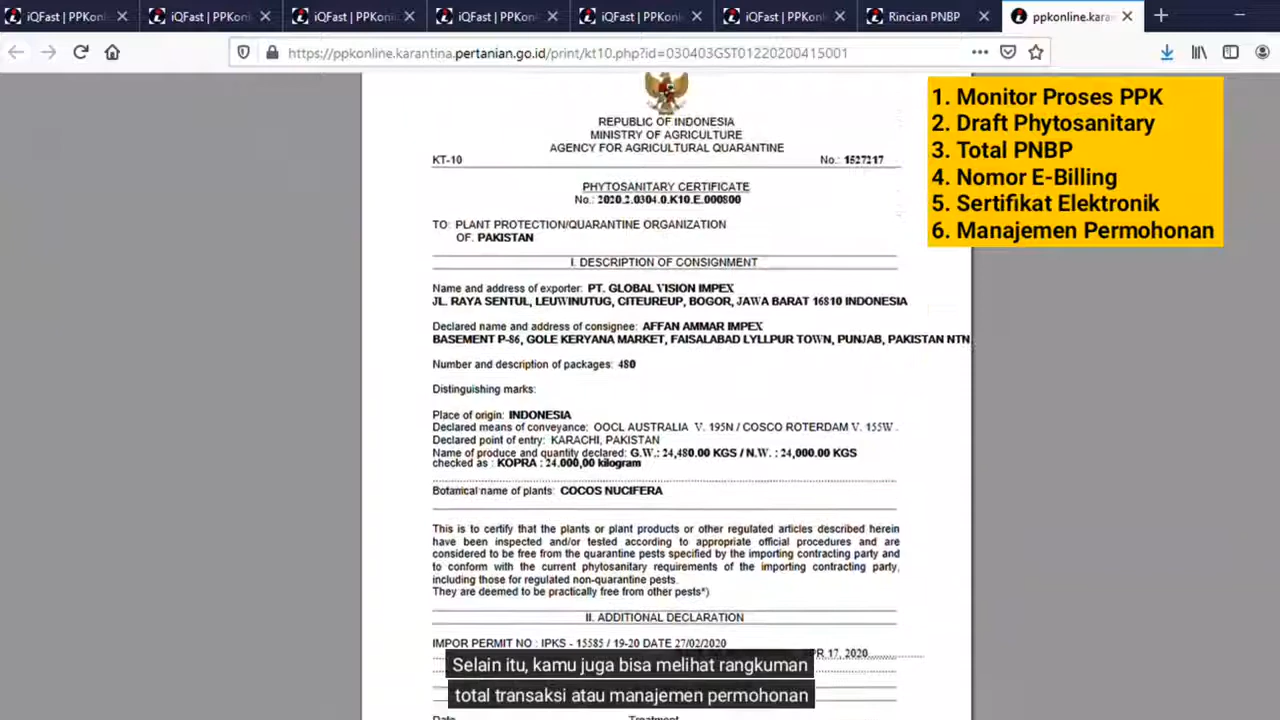 iQFast | PPKonl
iQFast | PPKonl
iQFast | PPKonl
iQFast | PPKonl
iQFast | PPKonl
iQFast | PPKonl
Rincian PNBP
ppkonline.karan
https://ppkonline.karantina.pertanian.go.id/print/kt10.php?id=030403GST01220200415001
1. Monitor Proses PPK
2. Draft Phytosanitary
3. Total PNBP
4. Nomor E-Billing
5. Sertifikat Elektronik
6. Manajemen Permohonan
REPUBLIC OF INDONESIA
MINISTRY OF AGRICULTURE
AGENCY FOR AGRICULTURAL QUARANTINE
KT-10 No.: 1527217
PHYTOSANITARY CERTIFICATE
No.: 2020.2.0304.0.K10.E.000800
TO: PLANT PROTECTION/QUARANTINE ORGANIZATION
OF. PAKISTAN
I. DESCRIPTION OF CONSIGNMENT
Name and address of exporter: PT. GLOBAL VISION IMPEX
JL. RAYA SENTUL, LEUWINUTUG, CITEUREUP, BOGOR, JAWA BARAT 16810 INDONESIA
Declared name and address of consignee: AFFAN AMMAR IMPEX
BASEMENT P-86, GOLE KERYANA MARKET, FAISALABAD LYLLPUR TOWN, PUNJAB, PAKISTAN NTN
Number and description of packages: 480
Distinguishing marks:
Place of origin: INDONESIA
Declared means of conveyance: OOCL AUSTRALIA V. 195N / COSCO ROTERDAM V. 155W .
Declared point of entry: KARACHI, PAKISTAN
Name of produce and quantity declared: G.W.: 24,480.00 KGS / N.W. : 24,000.00 KGS
checked as : KOPRA : 24.000,00 kilogram
Botanical name of plants: COCOS NUCIFERA
This is to certify that the plants or plant products or other regulated articles described herein
have been inspected and/or tested according to appropriate official procedures and are
considered to be free from the quarantine pests specified by the importing contracting party and
to conform with the current phytosanitary requirements of the importing contracting party,
including those for regulated non-quarantine pests.
They are deemed to be practically free from other pests*)
II. ADDITIONAL DECLARATION
IMPOR PERMIT NO : IPKS - 15585 / 19-20 DATE 27/02/2020
PR 17, 2020
Selain itu, kamu juga bisa melihat rangkuman
total transaksi atau manajemen permohonan